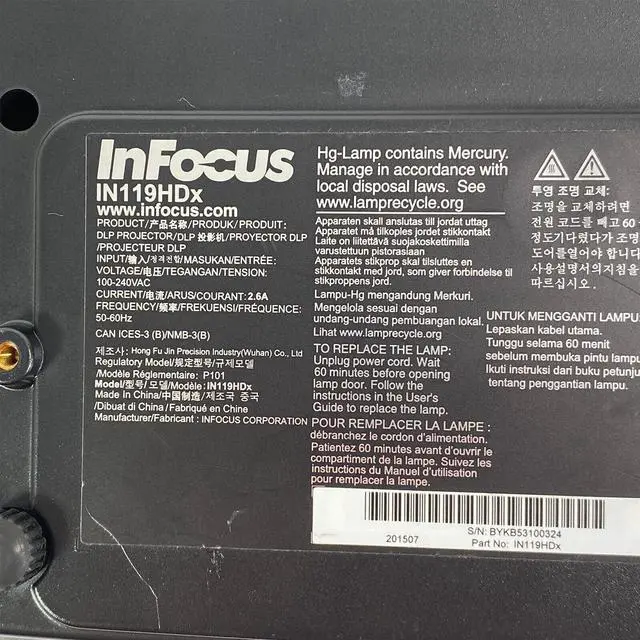 InFocus
IN119HDx
www.infocus.com
PRODUCT/产品名称/PRODUK/PRODUIT:
DLP PROJECTOR/DLP 投影机/PROYECTOR DLP
/PROJECTEUR DLP
INPUT/输入/정격전압/MASUKAN/ENTRÉE:
VOLTAGE/电压/TEGANGAN/TENSION:
100-240VAC
CURRENT/电流/ARUS/COURANT: 2.6A
FREQUENCY/频率/FREKUENSI/FRÉQUENCE:
50-60Hz
CAN ICES-3 (B)/NMB-3(B)
제조사: Hong Fu Jin Precision Industry(Wuhan) Co., Ltd
Regulatory Model/规定型号/규제모델
/Modèle Réglementaire: P101
Model/型号/모델/Modèle: IN119HDx
Made In China/中国制造/제조국 중국
/Dibuat di China/Fabriqué en Chine
Manufacturer/Fabricant : INFOCUS CORPORATION
Hg-Lamp contains Mercury.
Manage in accordance with
local disposal laws. See
www.lamprecycle.org
Apparaten skall anslutas till jordat uttag
Apparatet må tilkoples jordet stikkontakt
Laite on liitettävä suojakoskettimilla
varustettuun pistorasiaan
Apparatets stikprop skal tilsluttes en
stikkontakt med jord, som giver forbindelse til
stikproppens jord.
Lampu-Hg mengandung Merkuri.
Mengelola sesuai dengan
undang-undang pembuangan lokal.
Lihat www.lamprecycle.org
TO REPLACE THE LAMP:
Unplug power cord. Wait
60 minutes before opening
lamp door. Follow the
instructions in the User's
Guide to replace the lamp.
POUR REMPLACER LA LAMPE :
débranchez le cordon d'alimentation.
Patientez 60 minutes avant d'ouvrir le
compartiment de la lampe. Suivez les
instructions du Manuel d'utilisation
pour remplacer la lampe.
투영 조명 교체:
조명을 교체하려면,
전원 코드를 빼고 60
정도기다렸다가 조명
도어를열어야 합니다
사용설명서의지침을
따르십시오.
UNTUK MENGGANTI LAMPU:
Lepaskan kabel utama.
Tunggu selama 60 menit
sebelum membuka pintu lampu
Ikuti instruksi dari buku petunju
tentang penggantian lampu.
S/N: BYKB53100324
201507
Part No: IN119HDx